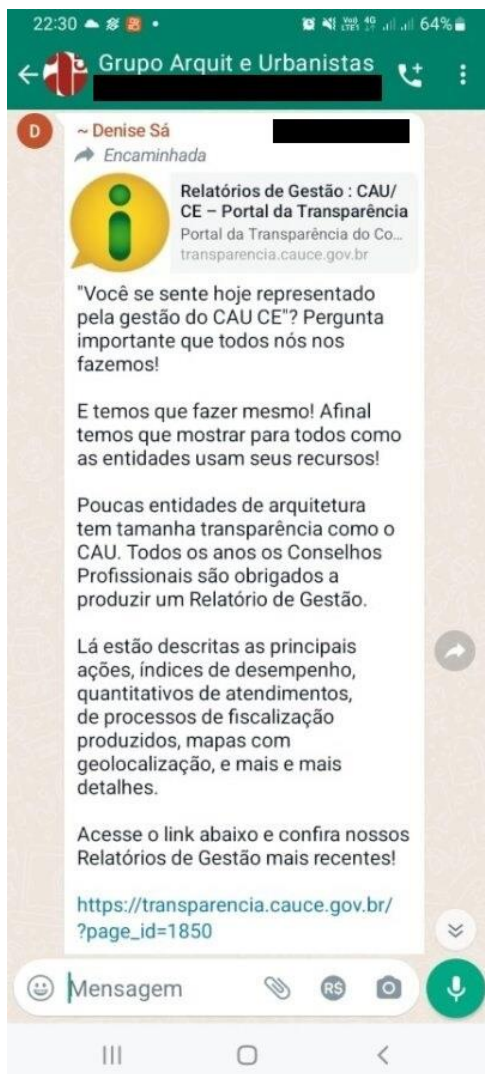 22:30
64%
Grupo Arquit e Urbanistas
D
~ Denise Sá
Encaminhada
Relatórios de Gestão : CAU/
CE – Portal da Transparência
Portal da Transparência do Co...
transparencia.cauce.gov.br
"Você se sente hoje representado
pela gestão do CAU CE"? Pergunta
importante que todos nós nos
fazemos!
E temos que fazer mesmo! Afinal
temos que mostrar para todos como
as entidades usam seus recursos!
Poucas entidades de arquitetura
tem tamanha transparência como o
CAU. Todos os anos os Conselhos
Profissionais são obrigados a
produzir um Relatório de Gestão.
Lá estão descritas as principais
ações, índices de desempenho,
quantitativos de atendimentos,
de processos de fiscalização
produzidos, mapas com
geolocalização, e mais e mais
detalhes.
Acesse o link abaixo e confira nossos
Relatórios de Gestão mais recentes!
https://transparencia.cauce.gov.br/
?page_id=1850
Mensagem
R$